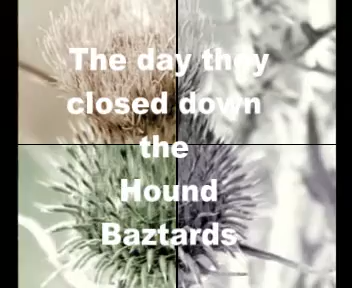 The day they
closed down
the
Hound
Baztards